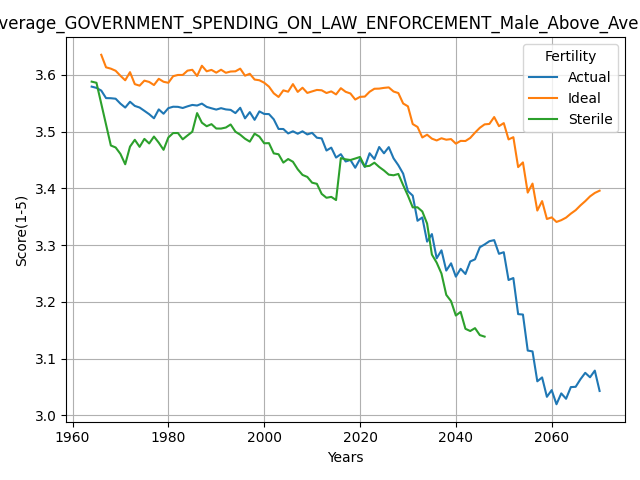 verage_GOVERNMENT_SPENDING_ON_LAW_ENFORCEMENT_Male_Above_Ave
Fertility
Actual
Ideal
Sterile
Score(1-5)
3.6
3.5
3.4
3.3
3.2
3.1
3.0
1960 1980 2000 2020 2040 2060
Years